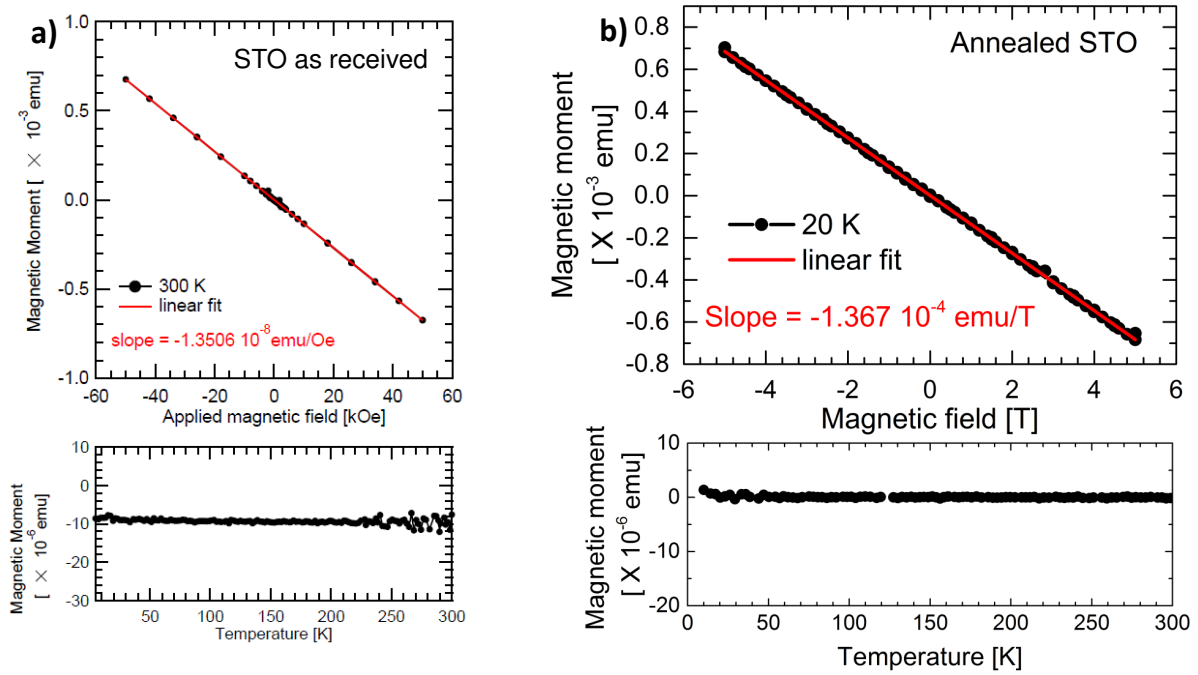 a)
STO as received
1.0
0.5
0.0
-0.5
-1.0
Magnetic Moment [ × 10-3 emu]
300 K
linear fit
slope = -1.3506 10-8 emu/Oe
-60 -40 -20 0 20 40 60
Applied magnetic field [kOe]
10
0
-10
-20
-30
Magnetic Moment
[ × 10-6 emu]
50 100 150 200 250 300
Temperature [K]
b)
Annealed STO
0.8
0.6
0.4
0.2
0.0
-0.2
-0.4
-0.6
-0.8
Magnetic moment
[ X 10-3 emu]
20 K
linear fit
Slope = -1.367 10-4 emu/T
-6 -4 -2 0 2 4 6
Magnetic field [T]
10
0
-10
-20
Magnetic moment
[ X 10-6 emu]
0 50 100 150 200 250 300
Temperature [K]